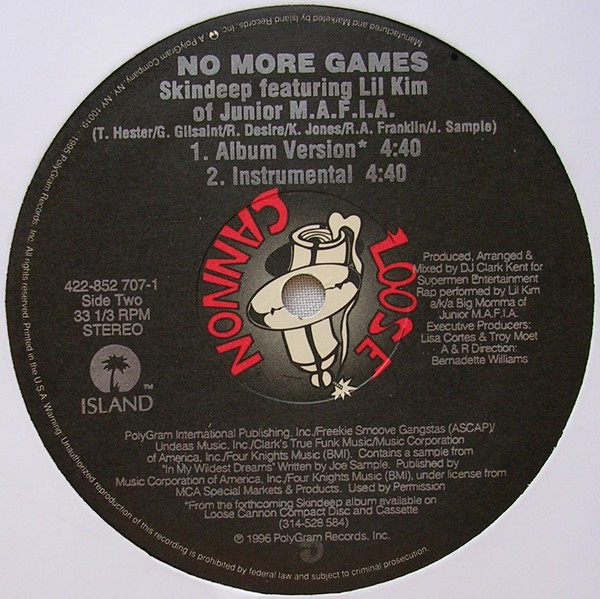 NO MORE GAMES
Skindeep featuring Lil Kim
of Junior M.A.F.I.A.
(T. Hester/G. Gilsaint/R. Desire/K. Jones/R.A. Franklin/J. Sample)
1. Album Version* 4:40
2. Instrumental 4:40
LOOSE
CANNON
422-852 707-1
Side Two
33 1/3 RPM
STEREO
ISLAND
TM
Produced, Arranged &
Mixed by DJ Clark Kent for
Supermen Entertainment
Rap performed by Lil Kim
a/k/a Big Momma of
Junior M.A.F.I.A.
Executive Producers:
Lisa Cortes & Troy Moet
A & R Direction:
Bernadette Williams
PolyGram International Publishing, Inc./Freekie Smoove Gangstas (ASCAP)/
Undeas Music, Inc./Clark's True Funk Music/Music Corporation
of America, Inc./Four Knights Music (BMI). Contains a sample from
"In My Wildest Dreams" Written by Joe Sample. Published by
Music Corporation of America, Inc./Four Knights Music (BMI), under license from
MCA Special Markets & Products. Used by Permission
*From the forthcoming Skindeep album available on
Loose Cannon Compact Disc and Cassette
(314-528 584)
℗ 1996 PolyGram Records, Inc.
Manufactured and Marketed by Island Records, Inc. A PolyGram Company, NY, NY 10019. 1995 PolyGram Records, Inc. All rights reserved. Printed in the U.S.A. Warning: Unauthorized reproduction of this recording is prohibited by federal law and subject to criminal prosecution.